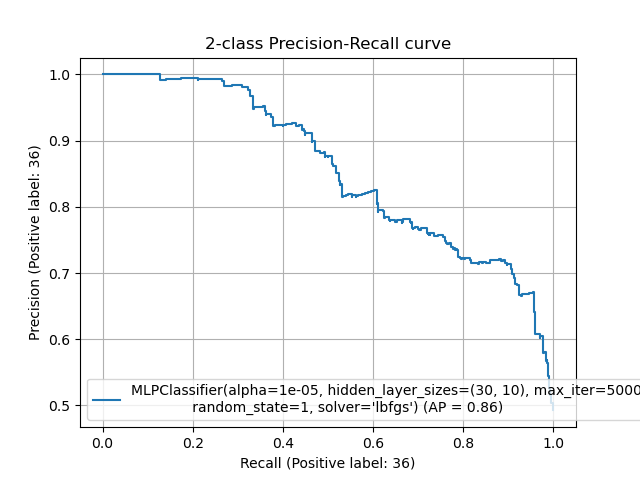 2-class Precision-Recall curve
1.0
0.9
0.8
0.7
0.6
0.5
Precision (Positive label: 36)
MLPClassifier(alpha=1e-05, hidden_layer_sizes=(30, 10), max_iter=5000
random_state=1, solver='lbfgs') (AP = 0.86)
0.0 0.2 0.4 0.6 0.8 1.0
Recall (Positive label: 36)